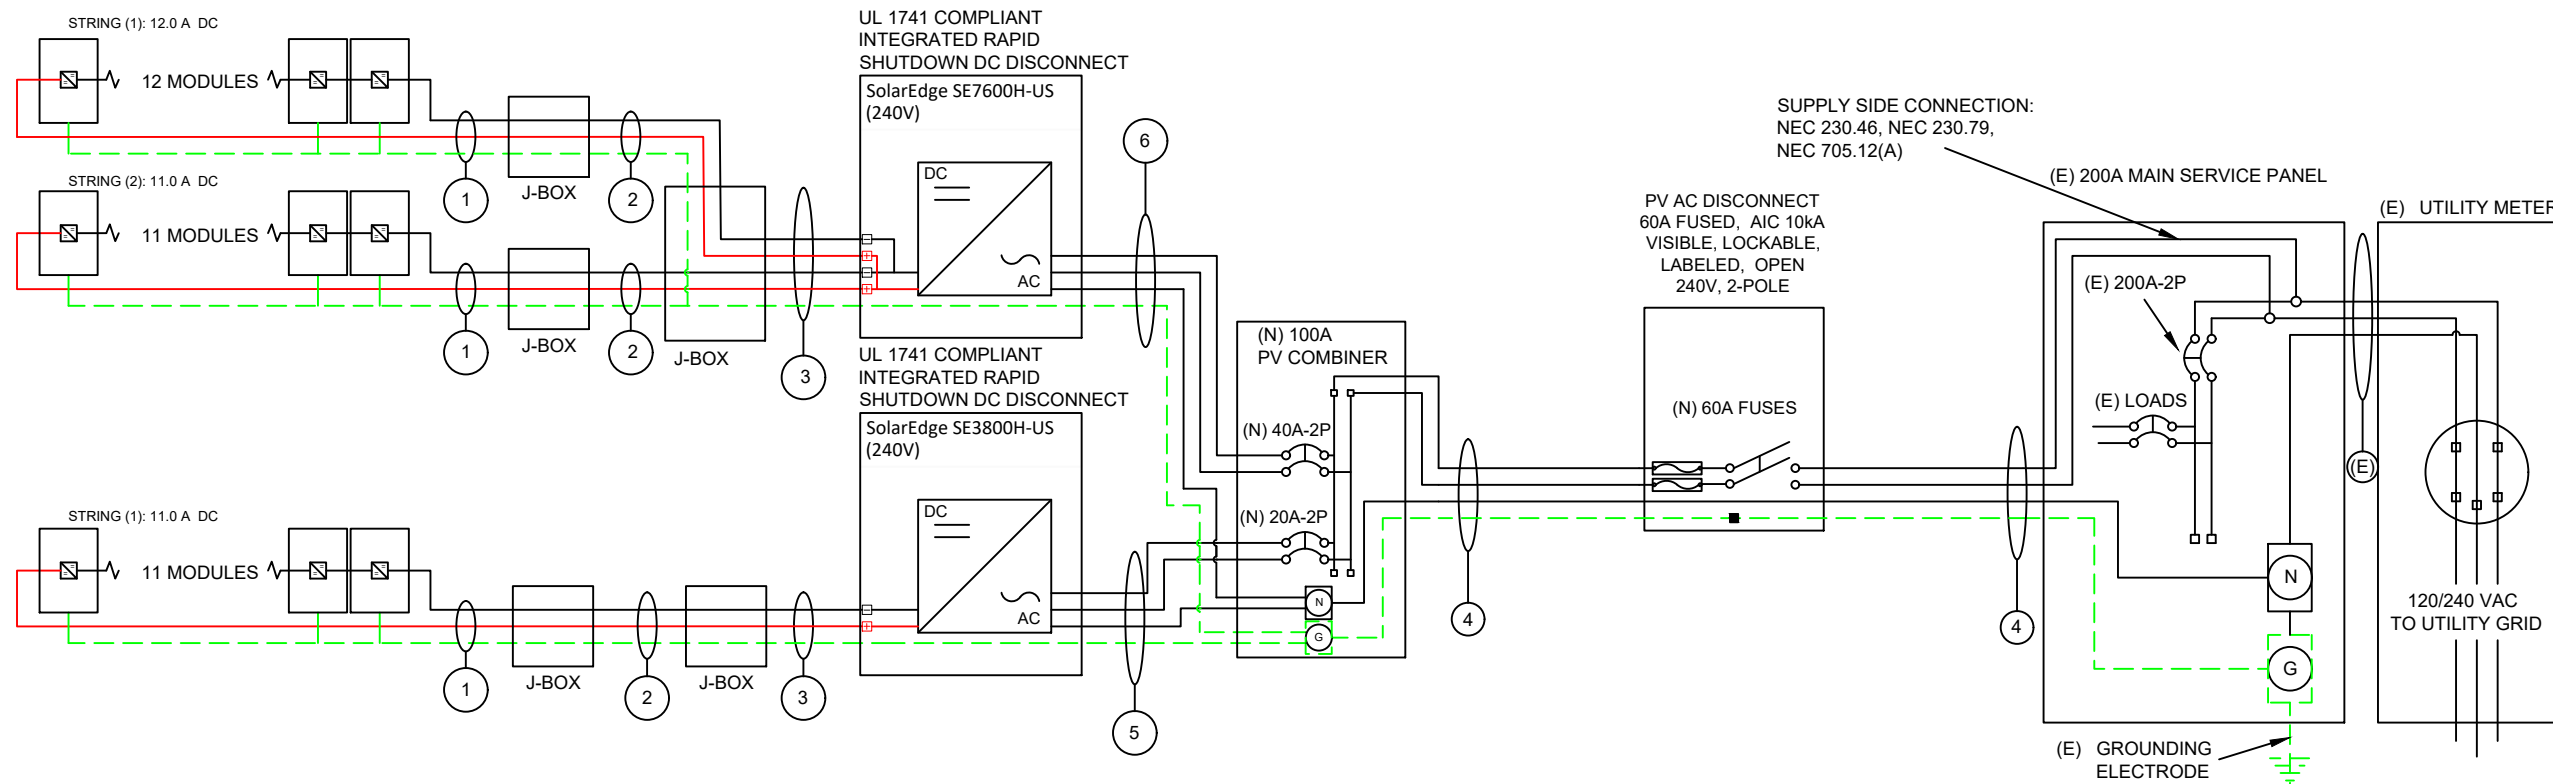 STRING (1): 12.0 A  DC
12 MODULES
1
J-BOX
2
STRING (2): 11.0 A  DC
11 MODULES
1
J-BOX
2
J-BOX
3
UL 1741 COMPLIANT
INTEGRATED RAPID
SHUTDOWN DC DISCONNECT
SolarEdge SE7600H-US
(240V)
DC
AC
6
UL 1741 COMPLIANT
INTEGRATED RAPID
SHUTDOWN DC DISCONNECT
SolarEdge SE3800H-US
(240V)
DC
AC
5
STRING (1): 11.0 A  DC
11 MODULES
1
J-BOX
2
J-BOX
3
(N) 100A
PV COMBINER
(N) 40A-2P
(N) 20A-2P
N
G
4
PV AC DISCONNECT
60A FUSED,  AIC 10kA
VISIBLE, LOCKABLE,
LABELED,  OPEN
240V, 2-POLE
(N) 60A FUSES
4
SUPPLY SIDE CONNECTION:
NEC 230.46, NEC 230.79,
NEC 705.12(A)
(E) 200A MAIN SERVICE PANEL
(E) 200A-2P
(E) LOADS
N
G
(E)  GROUNDING
ELECTRODE
(E)
(E)  UTILITY METER
120/240 VAC
TO UTILITY GRID